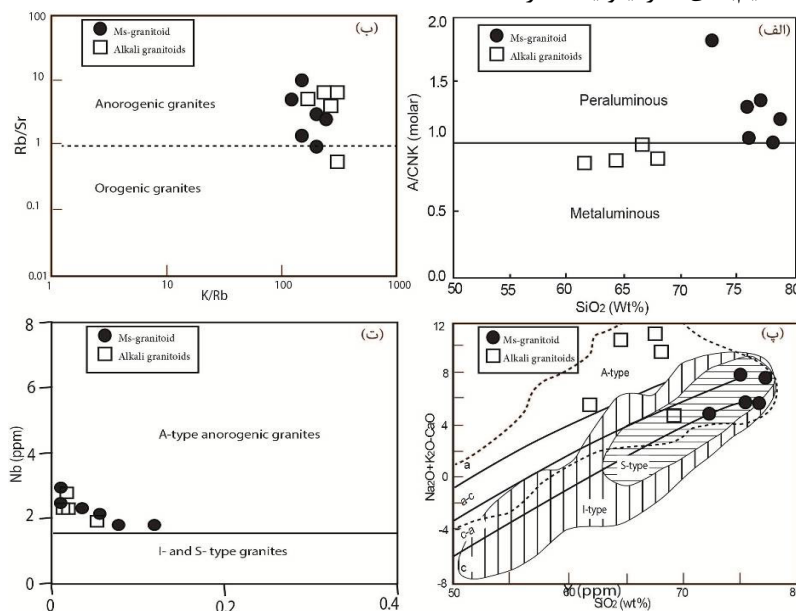 (ب)
Ms-granitoid
Alkali granitoids
100
10
1
0.1
0.01
Rb/Sr
Anorogenic granites
Orogenic granites
1
10
100
1000
K/Rb
(الف)
Ms-granitoid
Alkali granitoids
2.0
1.5
1.0
0.5
0.0
A/CNK (molar)
Peraluminous
Metaluminous
50
55
65
70
75
80
SiO2 (Wt%)
(ت)
Ms-granitoid
Alkali granitoids
8
6
4
2
0
Nb (ppm)
A-type anorogenic granites
I- and S- type granites
0.2
0.4
(پ)
Ms-granitoid
Alkali granitoids
12
8
4
0
-4
-8
Na2O+K2O-CaO
A-type
S-type
I-type
a
a-c
c-a
c
50
60
70
80
Y (ppm)
SiO2 (wt%)